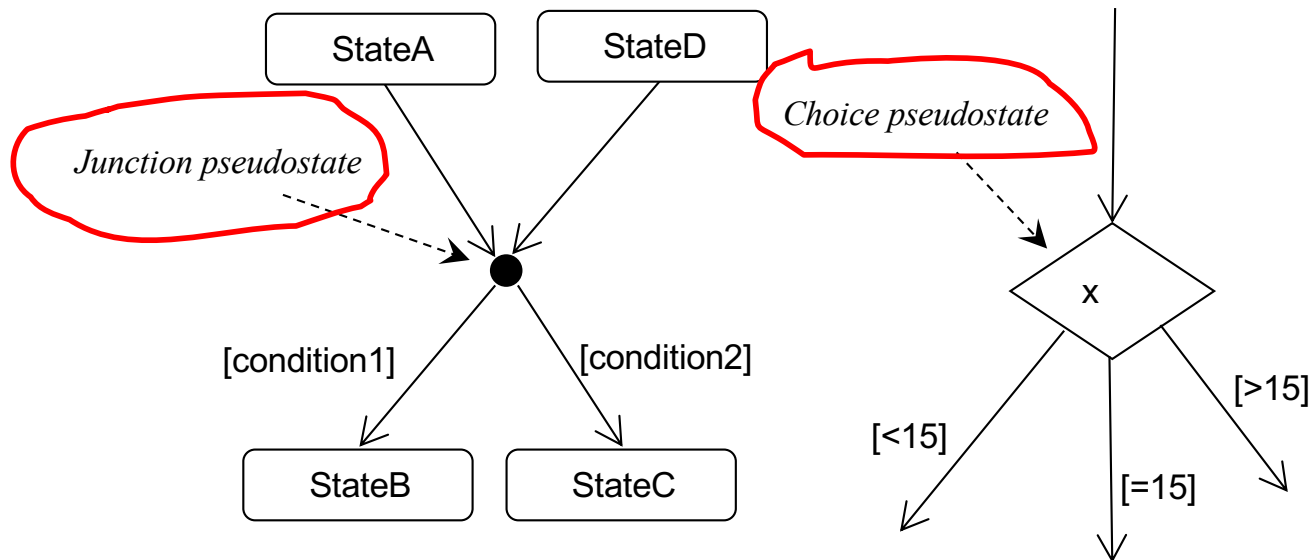 StateA
StateD
Choice pseudostate
Junction pseudostate
x
[condition1]
[condition2]
[>15]
[<15]
StateB
StateC
[=15]